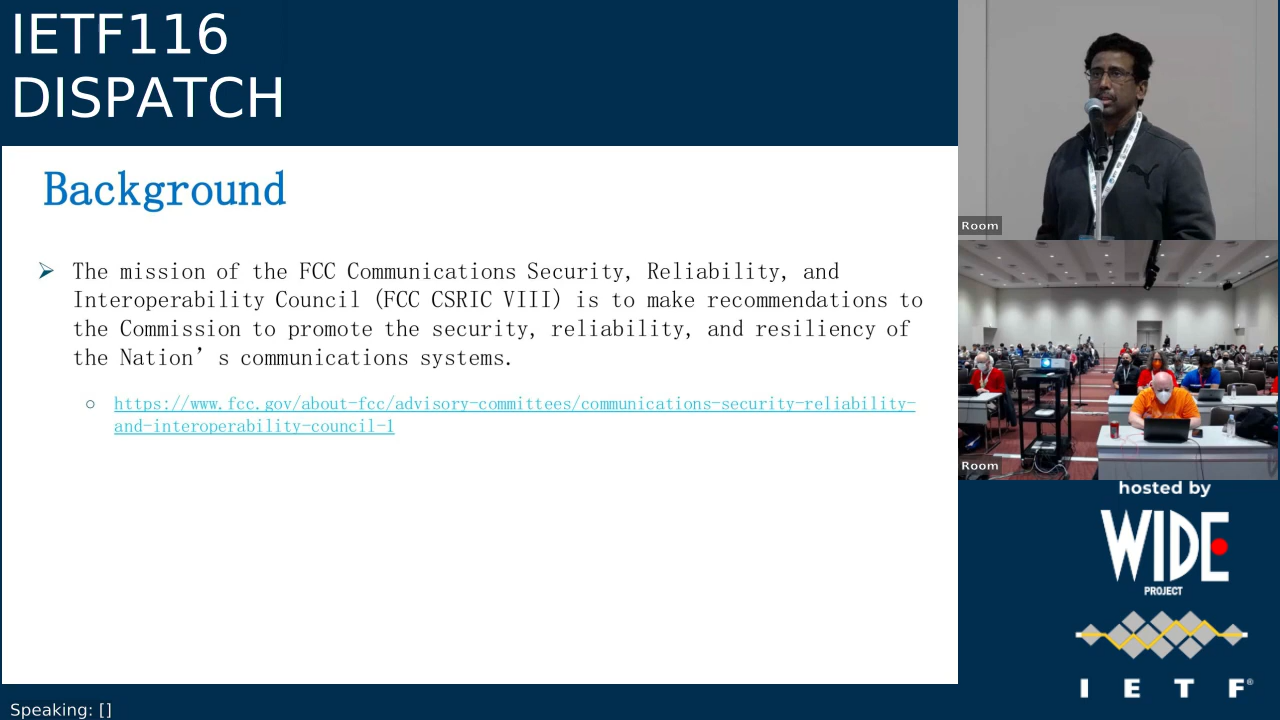 IETF116
DISPATCH
Background
The mission of the FCC Communications Security, Reliability, and
Interoperability Council (FCC CSRIC VIII) is to make recommendations to
the Commission to promote the security, reliability, and resiliency of
the Nation’s communications systems.
https://www.fcc.gov/about-fcc/advisory-committees/communications-security-reliability-
and-interoperability-council-1
Room
Room
hosted by
WIDE
PROJECT
I E T F®
Speaking: []